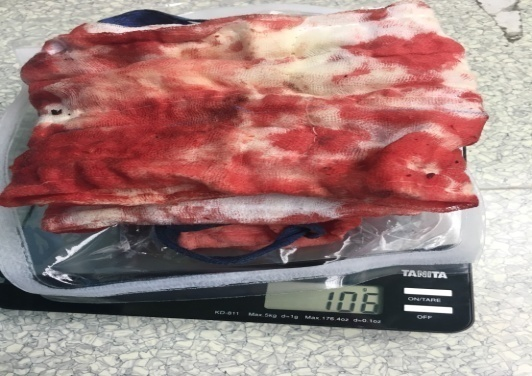 TANITA
106
ON/TARE
KD-811 Max.5kg d=1g Max.176.4oz d=0.1oz
OFF